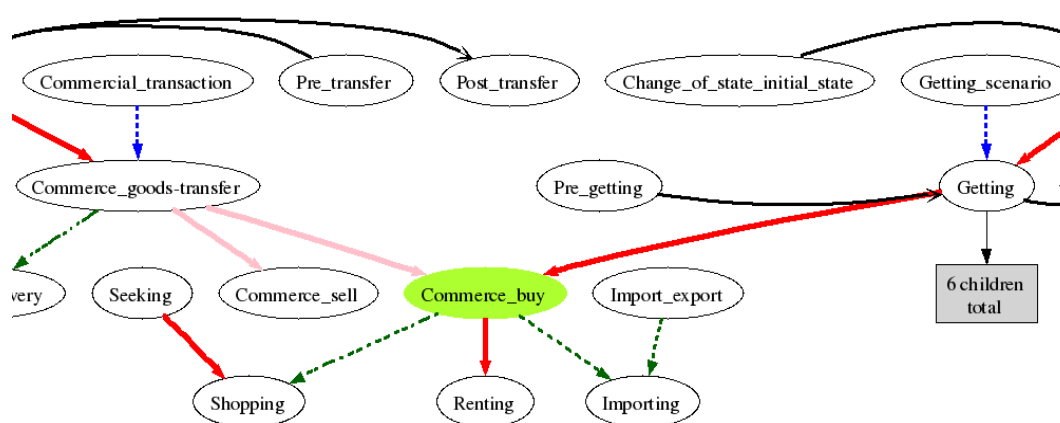 Commercial_transaction
Pre_transfer
Post_transfer
Change_of_state_initial_state
Getting_scenario
Commerce_goods-transfer
Pre_getting
Getting
very
Seeking
Commerce_sell
Commerce_buy
Import_export
6 children
total
Shopping
Renting
Importing